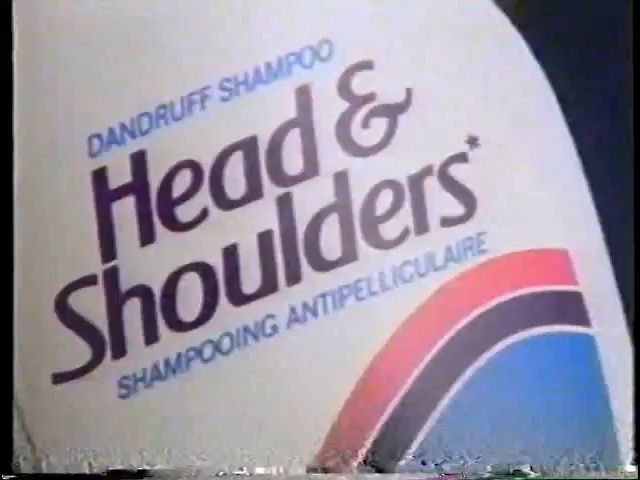 DANDRUFF SHAMPOO
Head &
Shoulders*
SHAMPOOING ANTIPELLICULAIRE